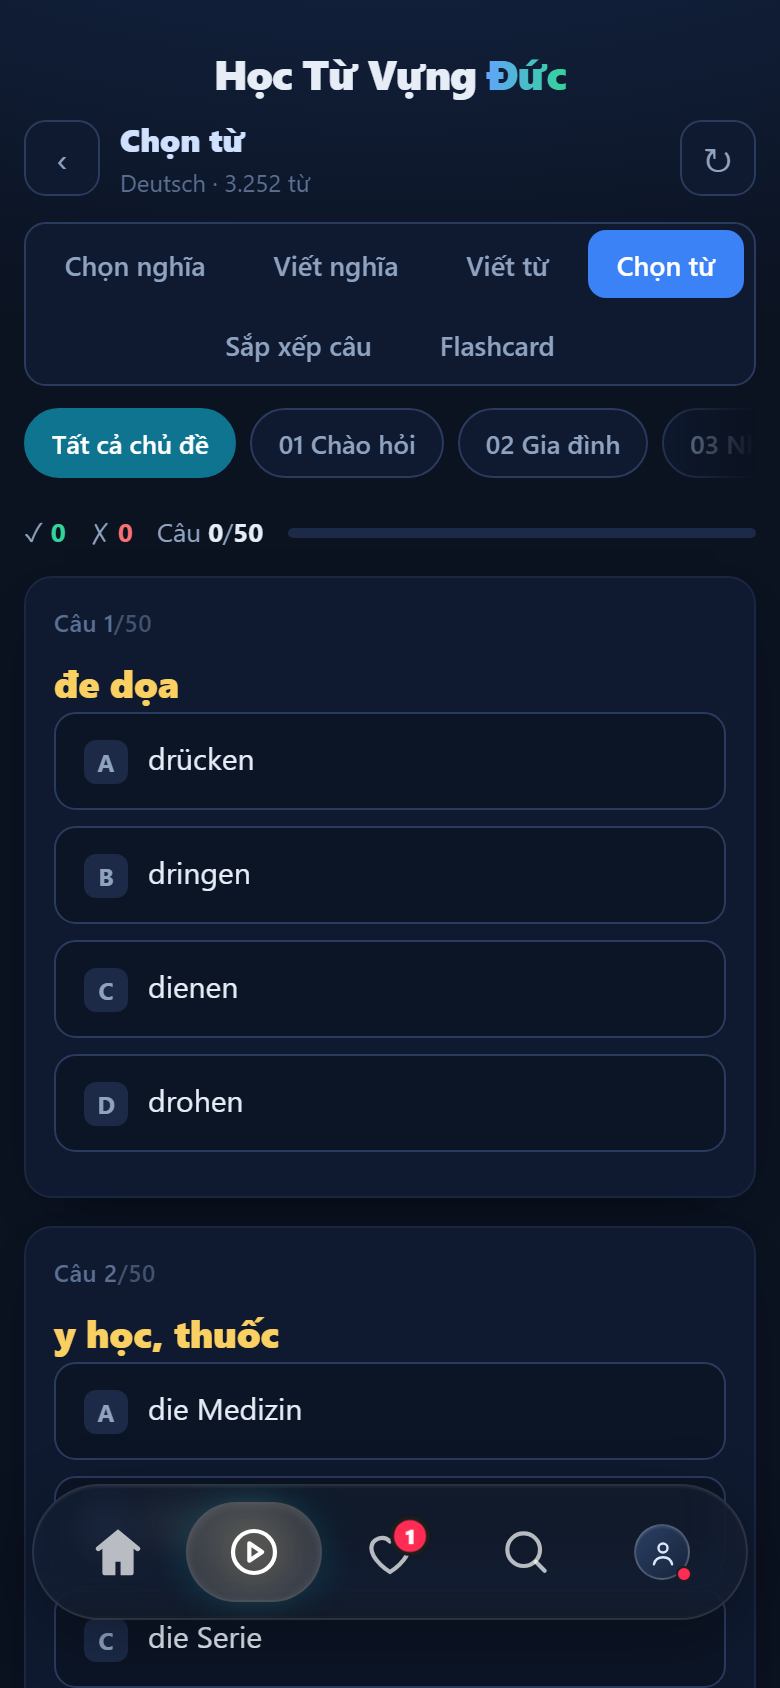 Học Từ Vựng Đức
Chọn từ
Deutsch · 3.252 từ
Chọn nghĩa Viết nghĩa Viết từ Chọn từ
Sắp xếp câu Flashcard
Tất cả chủ đề 01 Chào hỏi 02 Gia đình 03
✓ 0 ✗ 0 Câu 0/50
Câu 1/50
đe dọa
A drücken
B dringen
C dienen
D drohen
Câu 2/50
y học, thuốc
A die Medizin
1
C die Serie